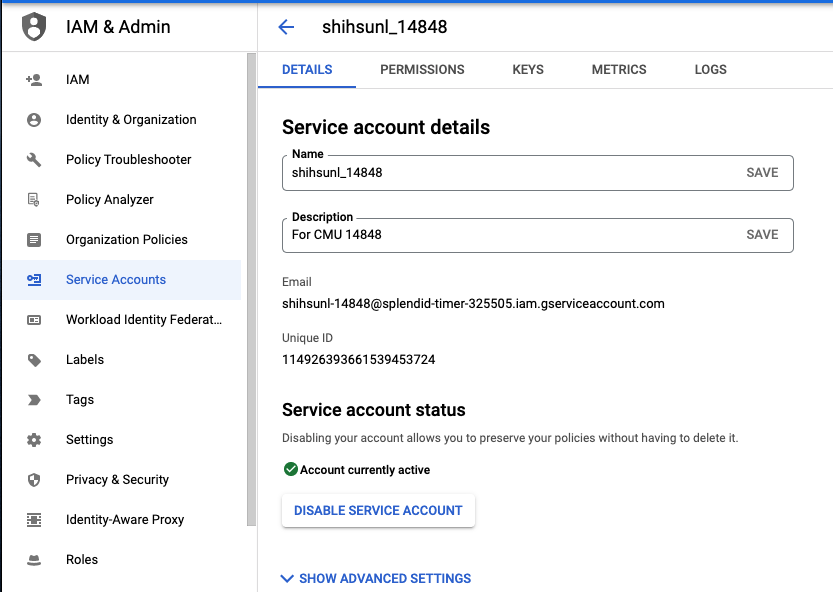 IAM & Admin
shihsunl_14848
IAM
Identity & Organization
Policy Troubleshooter
Policy Analyzer
Organization Policies
Service Accounts
Workload Identity Federat...
Labels
Tags
Settings
Privacy & Security
Identity-Aware Proxy
Roles
DETAILS PERMISSIONS KEYS METRICS LOGS
Service account details
Name
shihsunl_14848 SAVE
Description
For CMU 14848 SAVE
Email
shihsunl-14848@splendid-timer-325505.iam.gserviceaccount.com
Unique ID
114926393661539453724
Service account status
Disabling your account allows you to preserve your policies without having to delete it.
Account currently active
DISABLE SERVICE ACCOUNT
SHOW ADVANCED SETTINGS